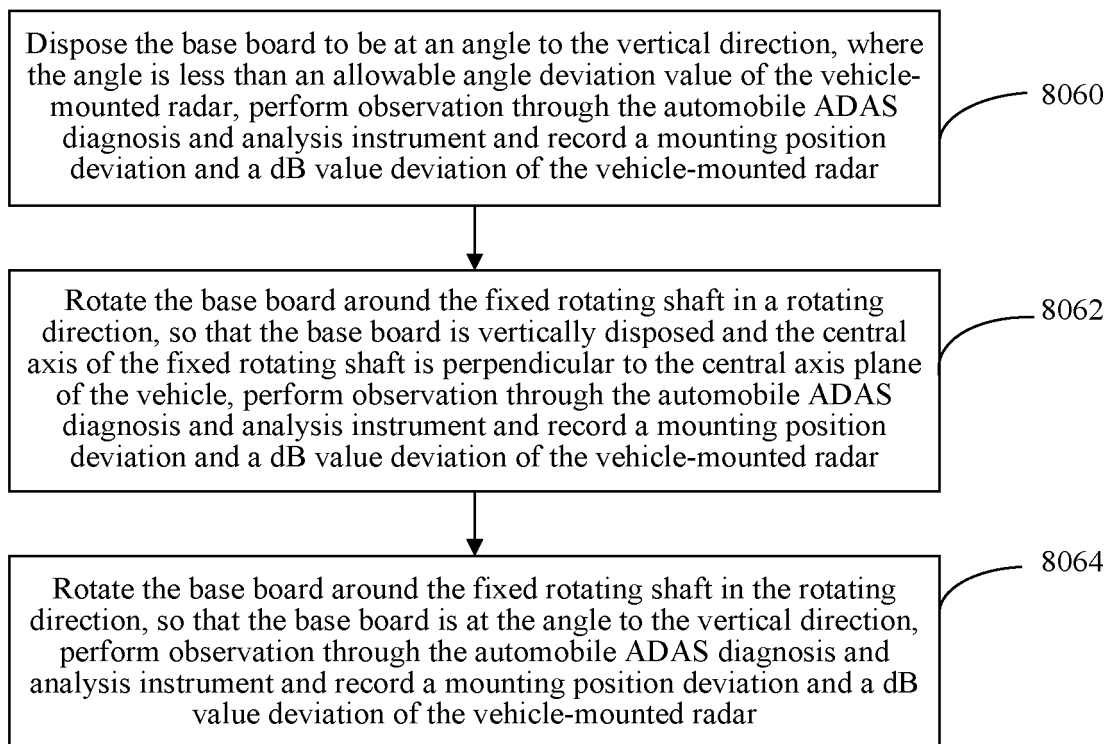 Dispose the base board to be at an angle to the vertical direction, where
the angle is less than an allowable angle deviation value of the vehicle-
mounted radar, perform observation through the automobile ADAS
diagnosis and analysis instrument and record a mounting position
deviation and a dB value deviation of the vehicle-mounted radar
8060
Rotate the base board around the fixed rotating shaft in a rotating
direction, so that the base board is vertically disposed and the central
axis of the fixed rotating shaft is perpendicular to the central axis plane
of the vehicle, perform observation through the automobile ADAS
diagnosis and analysis instrument and record a mounting position
deviation and a dB value deviation of the vehicle-mounted radar
8062
Rotate the base board around the fixed rotating shaft in the rotating
direction, so that the base board is at the angle to the vertical direction,
perform observation through the automobile ADAS diagnosis and
analysis instrument and record a mounting position deviation and a dB
value deviation of the vehicle-mounted radar
8064